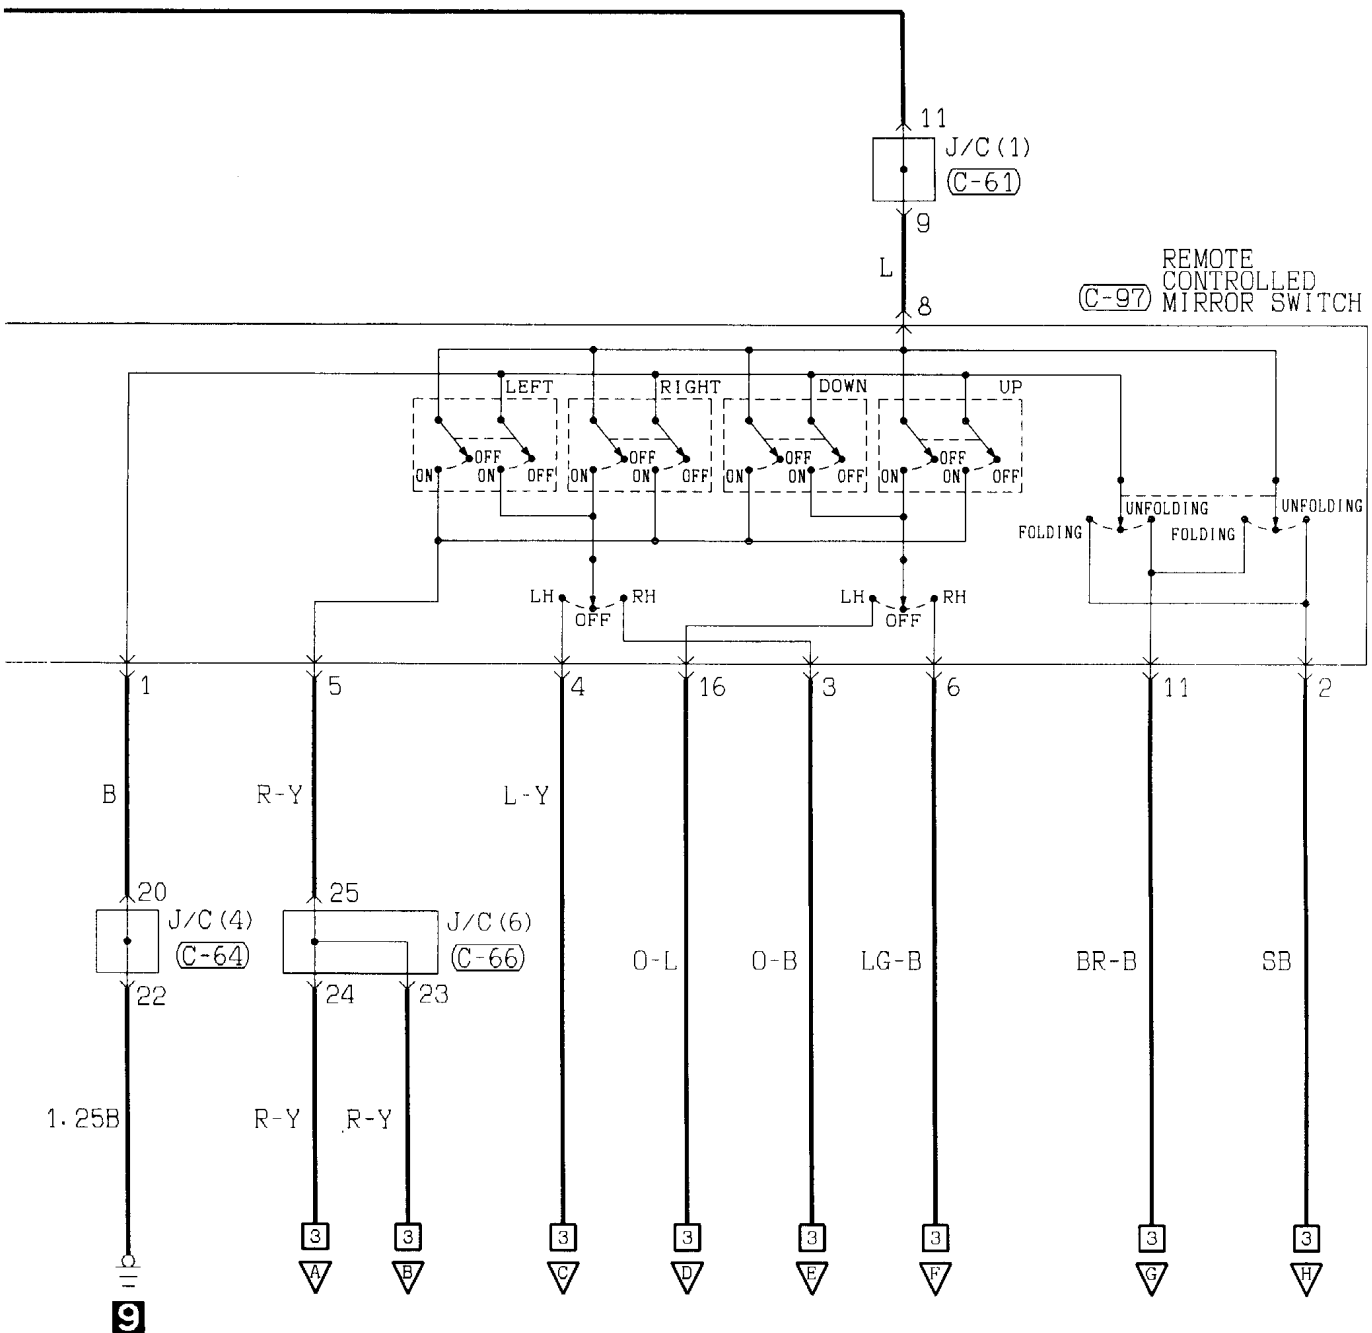 11
J/C(1)
C-61
9
L
8
C-97
REMOTE
CONTROLLED
MIRROR SWITCH
LEFT
RIGHT
DOWN
UP
OFF
ON
ON
OFF
OFF
ON
ON
OFF
OFF
ON
ON
OFF
OFF
ON
ON
OFF
FOLDING
UNFOLDING
FOLDING
UNFOLDING
LH
OFF
RH
LH
OFF
RH
1
5
4
16
3
6
11
2
B
R-Y
L-Y
20
J/C(4)
C-64
22
25
J/C(6)
C-66
24
23
O-L
O-B
LG-B
BR-B
SB
1.25B
R-Y
R-Y
3
3
3
3
3
3
3
3
A
B
C
D
E
F
G
H
9